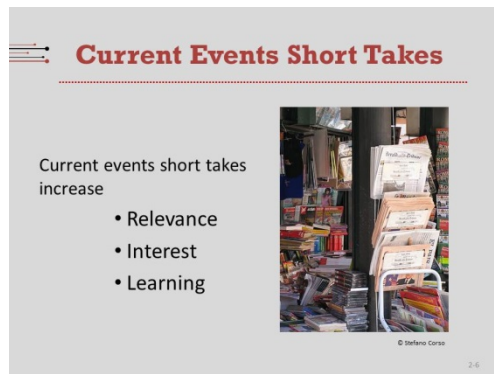 Current Events Short Takes
Current events short takes
increase
• Relevance
• Interest
• Learning
© Stefano Corso
2-6